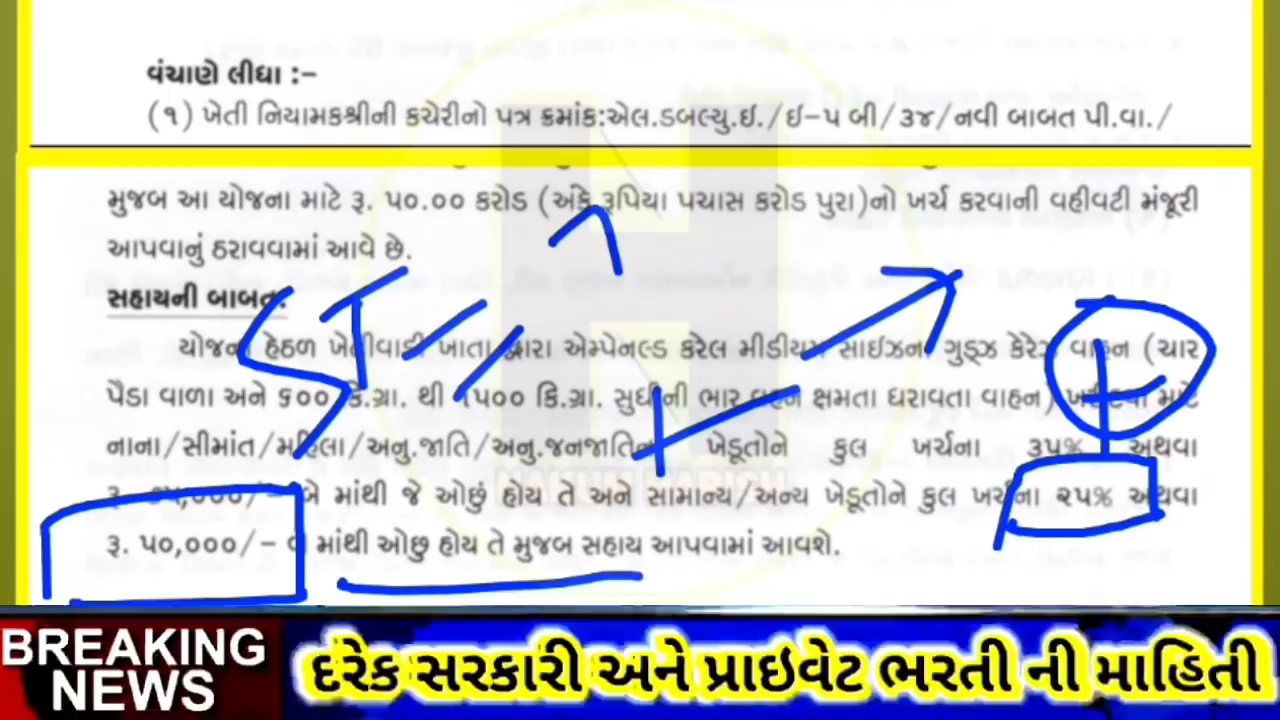 વંચાણે લીધા :-
(૧) ખેતી નિયામકશ્રીની કચેરીનો પત્ર ક્રમાંક:એલ.ડબલ્યુ.ઈ./ઈ-૫ બી/૩૪/નવી બાબત પી.વા./
મુજબ આ યોજના માટે રૂ. ૫૦.૦૦ કરોડ (અંકે રૂપિયા પચાસ કરોડ પુરા)નો ખર્ચ કરવાની વહીવટી મંજૂરી
આપવાનું ઠરાવવામાં આવે છે.
સહાયની બાબત:
યોજના હેઠળ ખેતીવાડી ખાતા દ્વારા એમ્પેનલ્ડ કરેલ મીડીયમ સાઈઝના ગુડ્ઝ કેરેજ વાહન (ચાર
પૈડા વાળા અને ૬૦૦ કિ.ગ્રા. થી ૧૫૦૦ કિ.ગ્રા. સુધીની ભાર વહન ક્ષમતા ધરાવતા વાહન) ખરીદવા માટે
નાના/સીમાંત/મહિલા/અનુ.જાતિ/અનુ.જનજાતિના ખેડૂતોને કુલ ખર્ચના ૩૫% અથવા
રૂ. ૭૫,૦૦૦/- બે માંથી જે ઓછું હોય તે અને સામાન્ય/અન્ય ખેડૂતોને કુલ ખર્ચના ૨૫% અથવા
રૂ. ૫૦,૦૦૦/- બે માંથી ઓછુ હોય તે મુજબ સહાય આપવામાં આવશે.
BREAKING NEWS
દરેક સરકારી અને પ્રાઇવેટ ભરતી ની માહિતી